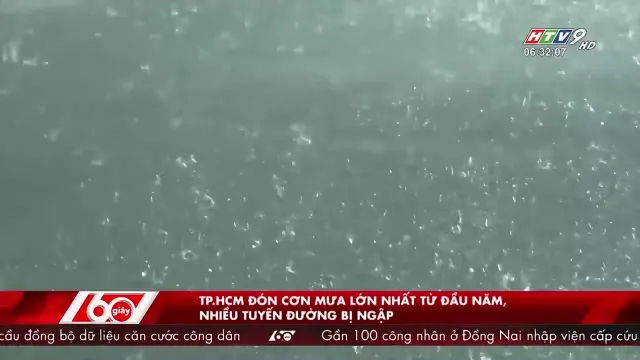 HTV9 HD
06:32:07
60 giây
TP.HCM ĐÓN CƠN MƯA LỚN NHẤT TỪ ĐẦU NĂM,
NHIỀU TUYẾN ĐƯỜNG BỊ NGẬP
cầu đồng bộ dữ liệu căn cước công dân 60 giây Gần 100 công nhân ở Đồng Nai nhập viện cấp cứu